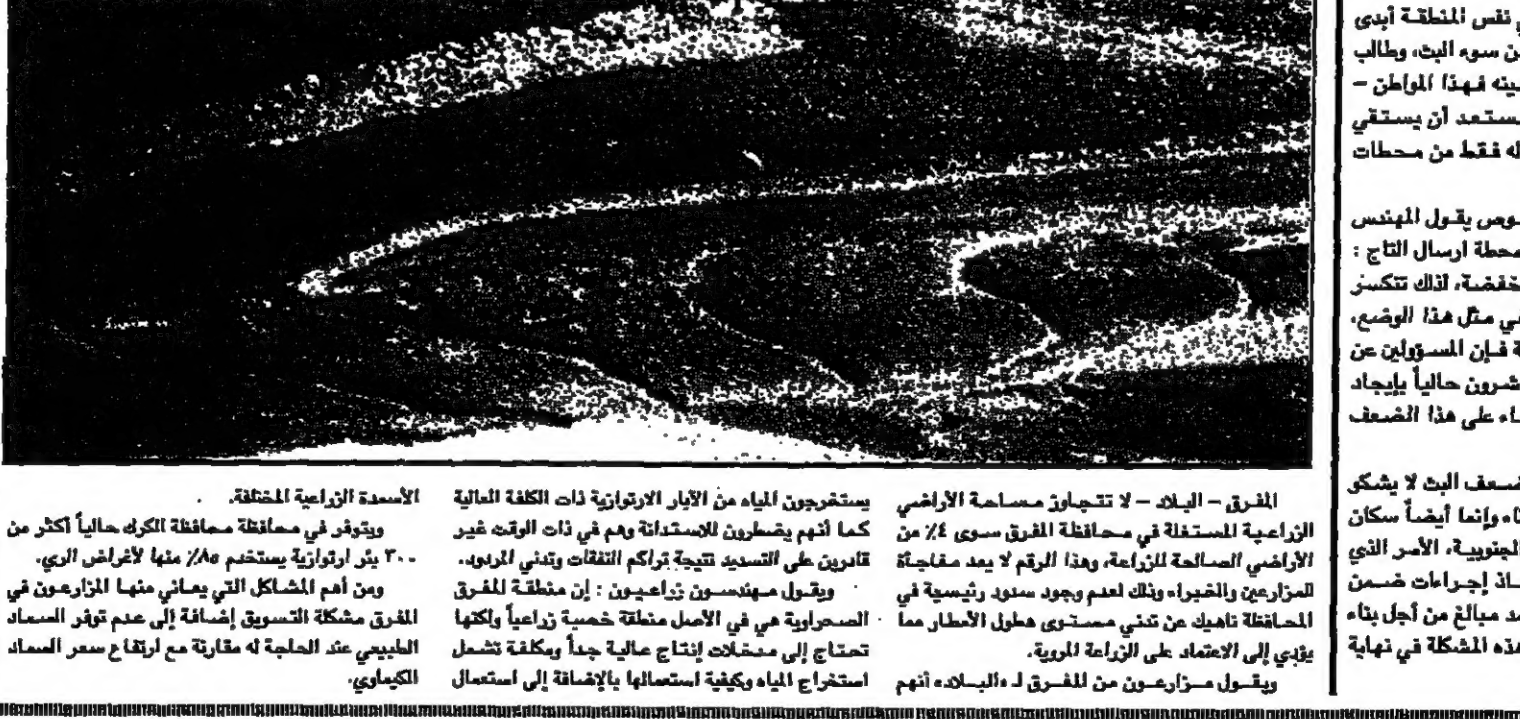 ي نفس المنطقة أبدى
من سوء البث، وطالب
فهذا المواطن –
مستعد أن يستقي
له فقط من محطات
يقول المهندس
محطة ارسال التاج :
لذلك تتكسر
في مثل هذا الوضع،
فإن المسؤولين عن
حالياً بإيجاد
على هذا الضعف
ضعف البث لا يشكو
وإنما أيضاً سكان
الجنوبية، الأمر الذي
إجراءات ضمن
مبالغ من أجل بناء
هذه المشكلة في نهاية
المفرق – البلاد – لا تتجاوز مساحة الأراضي
الزراعية المستغلة في محافظة المفرق سوى ٤٪ من
الأراضي الصالحة للزراعة، وهذا الرقم لا يعد مفاجأة
للمزارعين والخبراء وذلك لعدم وجود سدود رئيسية في
المحافظة ناهيك عن تدني مستوى هطول الأمطار مما
يؤدي إلى الاعتماد على الزراعة المروية.
ويقول مزارعون من المفرق لـ «البلاد» أنهم
يستخرجون المياه من الآبار الارتوازية ذات الكلفة العالية
كما أنهم يضطرون للاستدانة وهم في ذات الوقت غير
قادرين على التسديد نتيجة تراكم النفقات وتدني المردود.
ويقول مهندسون زراعيون : إن منطقة المفرق
الصحراوية هي في الأصل منطقة خصبة زراعياً ولكنها
تحتاج إلى مدخلات إنتاج عالية جداً ومكلفة تشمل
استخراج المياه وكيفية استعمالها بالإضافة إلى استعمال
الأسمدة الزراعية المختلفة.
ويتوفر في محافظة محافظة الكرك حالياً أكثر من
٣٠٠ بئر ارتوازية يستخدم ٨٥٪ منها لأغراض الري.
ومن أهم المشاكل التي يعاني منها المزارعون في
المفرق مشكلة التسويق إضافة إلى عدم توفر السماد
الطبيعي عند الحاجة له مقارنة مع ارتفاع سعر السماد
الكيماوي.